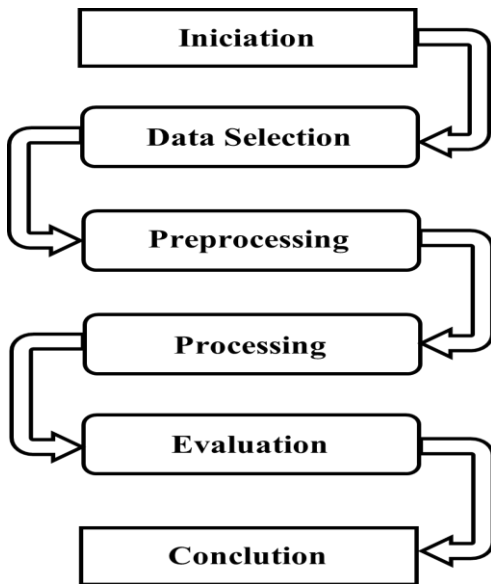 Iniciation
Data Selection
Preprocessing
Processing
Evaluation
Conclution